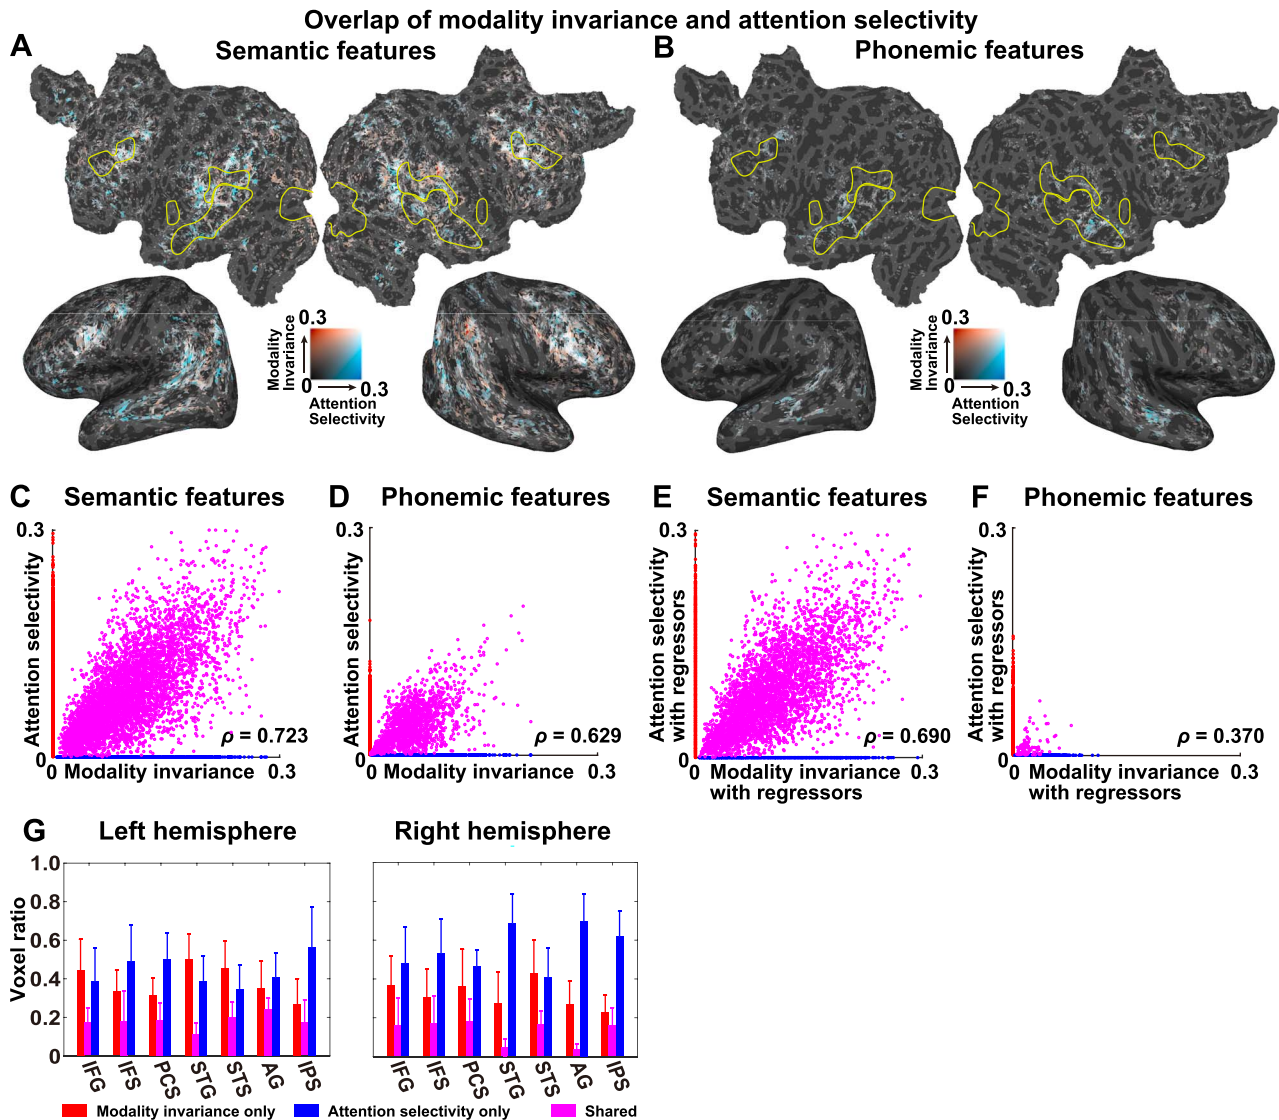 Overlap of modality invariance and attention selectivity
A
Semantic features
B
Phonemic features
Modality
Invariance
0.3
0
0.3
Attention
Selectivity
Modality
Invariance
0.3
0
0.3
Attention
Selectivity
C
Semantic features
0.3
Attention selectivity
ρ = 0.723
0
0
Modality invariance
0.3
D
Phonemic features
0.3
Attention selectivity
ρ = 0.629
0
0
Modality invariance
0.3
E
Semantic features
0.3
Attention selectivity
with regressors
ρ = 0.690
0
0
Modality invariance
0.3
with regressors
F
Phonemic features
0.3
Attention selectivity
with regressors
ρ = 0.370
0
0
Modality invariance
0.3
with regressors
G
Left hemisphere
Right hemisphere
Voxel ratio
1.0
0.8
0.6
0.4
0.2
0
IFG IFS PCS STG STS AG IPS
IFG IFS PCS STG STS AG IPS
Modality invariance only
Attention selectivity only
Shared